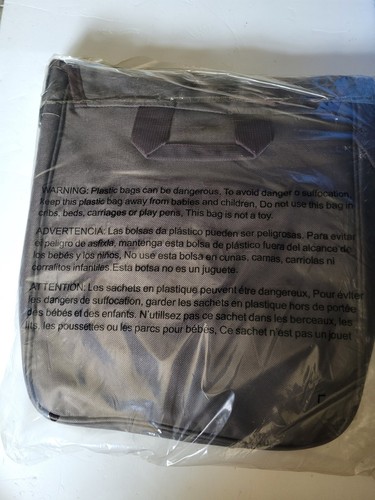 WARNING: Plastic bags can be dangerous. To avoid danger o suffocation,
keep this plastic bag away from babies and children, Do not use this bag in
cribs, beds, carriages or play pens, This bag is not a toy.
ADVERTENCIA: Las bolsas da plástico pueden ser peligrosas. Para evitar
el peligro de asfixia, mantenga esta bolsa de plástico fuera del alcance de
los bebés y los niños, No use esta bolsa en cunas, camas, carriolas ni
corralitos infantiles. Esta bolsa no es un juguete.
ATTENTION: Les sachets en plastique peuvent étre dangereux, Pour eviter
les dangers de suffocation, garder les sachets en plastique hors de portée
des bébés et des enfants. N'utillsez pas ce sachet dans les berceaux, les
lits, les poussettes ou les parcs pour bébés, Ce sachet n'est pas un jouet